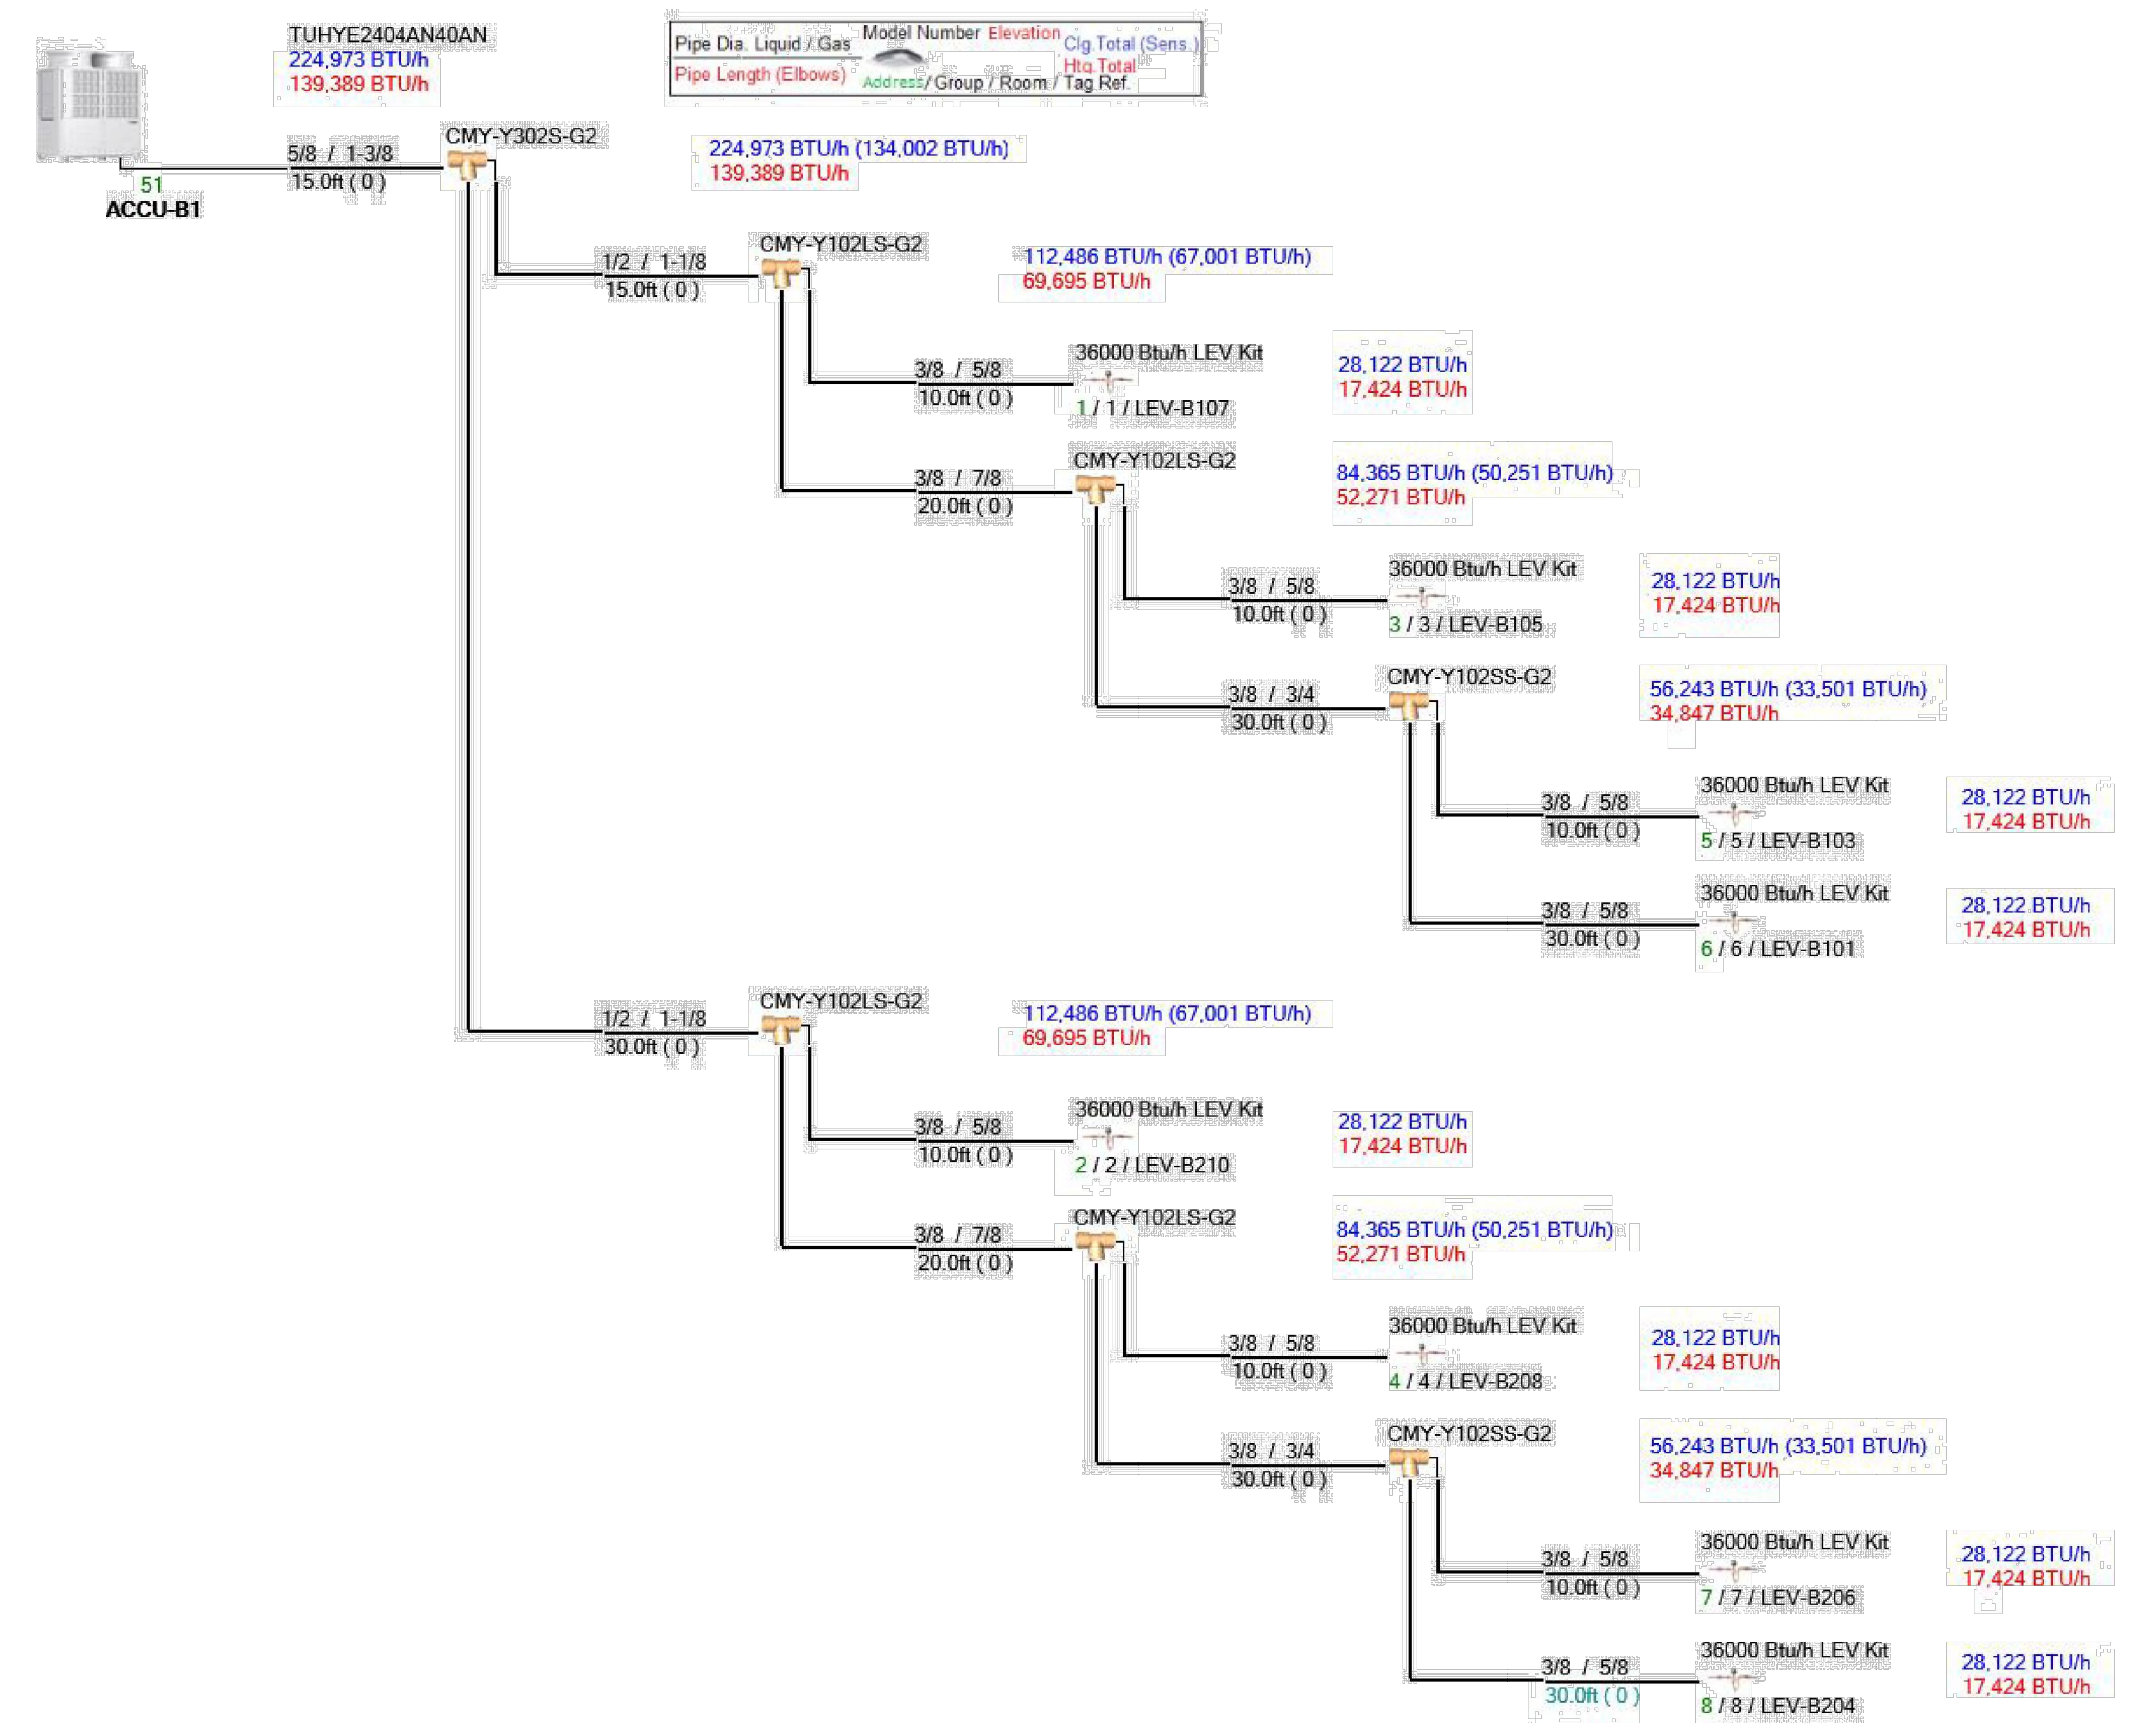 TUHYE2404AN40AN
224,973 BTU/h
139,389 BTU/h
Pipe Dia. Liquid / Gas
Pipe Length (Elbows)
Model Number Elevation
Clg.Total (Sens.)
Htg.Total
Address/ Group / Room / Tag Ref.
5/8 / 1-3/8
15.0ft ( 0 )
51
ACCU-B1
CMY-Y302S-G2
224,973 BTU/h (134,002 BTU/h)
139,389 BTU/h
1/2 / 1-1/8
15.0ft ( 0 )
CMY-Y102LS-G2
112,486 BTU/h (67,001 BTU/h)
69,695 BTU/h
3/8 / 5/8
10.0ft ( 0 )
36000 Btu/h LEV Kit
1 / 1 / LEV-B107
28,122 BTU/h
17,424 BTU/h
3/8 / 7/8
20.0ft ( 0 )
CMY-Y102LS-G2
84,365 BTU/h (50,251 BTU/h)
52,271 BTU/h
3/8 / 5/8
10.0ft ( 0 )
36000 Btu/h LEV Kit
3 / 3 / LEV-B105
28,122 BTU/h
17,424 BTU/h
3/8 / 3/4
30.0ft ( 0 )
CMY-Y102SS-G2
56,243 BTU/h (33,501 BTU/h)
34,847 BTU/h
3/8 / 5/8
10.0ft ( 0 )
36000 Btu/h LEV Kit
5 / 5 / LEV-B103
28,122 BTU/h
17,424 BTU/h
3/8 / 5/8
30.0ft ( 0 )
36000 Btu/h LEV Kit
6 / 6 / LEV-B101
28,122 BTU/h
17,424 BTU/h
1/2 / 1-1/8
30.0ft ( 0 )
CMY-Y102LS-G2
112,486 BTU/h (67,001 BTU/h)
69,695 BTU/h
3/8 / 5/8
10.0ft ( 0 )
36000 Btu/h LEV Kit
2 / 2 / LEV-B210
28,122 BTU/h
17,424 BTU/h
3/8 / 7/8
20.0ft ( 0 )
CMY-Y102LS-G2
84,365 BTU/h (50,251 BTU/h)
52,271 BTU/h
3/8 / 5/8
10.0ft ( 0 )
36000 Btu/h LEV Kit
4 / 4 / LEV-B208
28,122 BTU/h
17,424 BTU/h
3/8 / 3/4
30.0ft ( 0 )
CMY-Y102SS-G2
56,243 BTU/h (33,501 BTU/h)
34,847 BTU/h
3/8 / 5/8
10.0ft ( 0 )
36000 Btu/h LEV Kit
7 / 7 / LEV-B206
28,122 BTU/h
17,424 BTU/h
3/8 / 5/8
30.0ft ( 0 )
36000 Btu/h LEV Kit
8 / 8 / LEV-B204
28,122 BTU/h
17,424 BTU/h